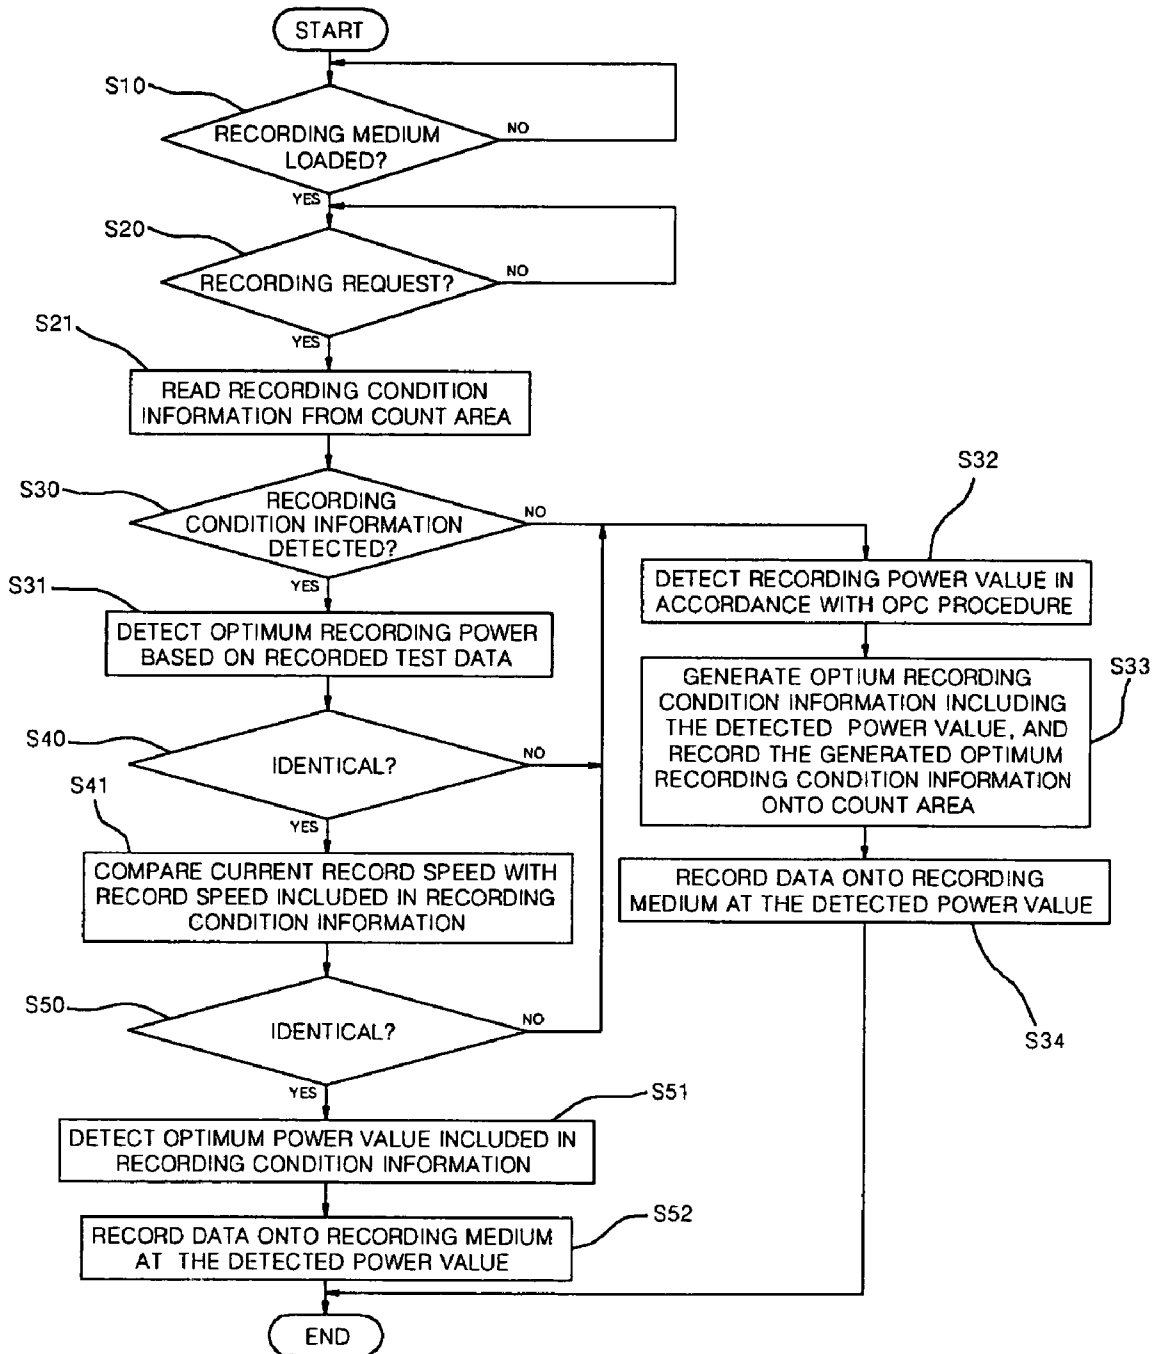 START
S10
RECORDING MEDIUM
LOADED?
NO
YES
S20
RECORDING REQUEST?
NO
YES
S21
READ RECORDING CONDITION
INFORMATION FROM COUNT AREA
S30
RECORDING
CONDITION INFORMATION
DETECTED?
NO
YES
S31
DETECT OPTIMUM RECORDING POWER
BASED ON RECORDED TEST DATA
S40
IDENTICAL?
NO
YES
S41
COMPARE CURRENT RECORD SPEED WITH
RECORD SPEED INCLUDED IN RECORDING
CONDITION INFORMATION
S50
IDENTICAL?
NO
YES
S51
DETECT OPTIMUM POWER VALUE INCLUDED IN
RECORDING CONDITION INFORMATION
S52
RECORD DATA ONTO RECORDING MEDIUM
AT THE DETECTED POWER VALUE
S32
DETECT RECORDING POWER VALUE IN
ACCORDANCE WITH OPC PROCEDURE
S33
GENERATE OPTIUM RECORDING
CONDITION INFORMATION INCLUDING
THE DETECTED POWER VALUE, AND
RECORD THE GENERATED OPTIMUM
RECORDING CONDITION INFORMATION
ONTO COUNT AREA
RECORD DATA ONTO RECORDING
MEDIUM AT THE DETECTED POWER VALUE
S34
END